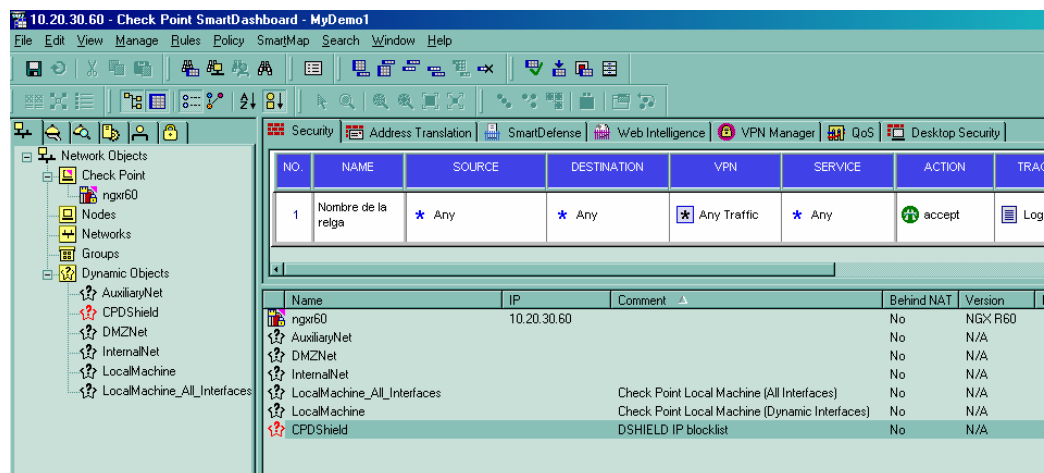 10.20.30.60 - Check Point SmartDashboard - MyDemo1
File Edit View Manage Rules Policy SmartMap Search Window Help
Network Objects
Check Point
ngxr60
Nodes
Networks
Groups
Dynamic Objects
AuxiliaryNet
CPDShield
DMZNet
InternalNet
LocalMachine
LocalMachine_All_Interfaces
Security Address Translation SmartDefense Web Intelligence VPN Manager QoS Desktop Security
NO. NAME SOURCE DESTINATION VPN SERVICE ACTION TRAC
1 Nombre de la relga * Any * Any * Any Traffic * Any accept Log
Name IP Comment Behind NAT Version
ngxr60 10.20.30.60 No NGX R60
AuxiliaryNet No N/A
DMZNet No N/A
InternalNet No N/A
LocalMachine_All_Interfaces Check Point Local Machine (All Interfaces) No N/A
LocalMachine Check Point Local Machine (Dynamic Interfaces) No N/A
CPDShield DSHIELD IP blocklist No N/A